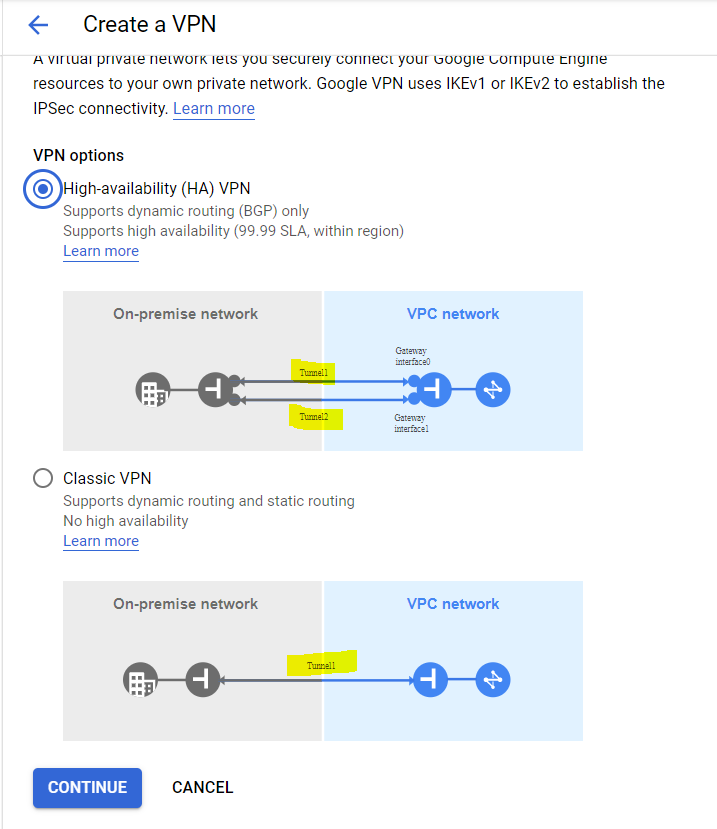 Create a VPN
A virtual private network lets you securely connect your Google Compute Engine
resources to your own private network. Google VPN uses IKEv1 or IKEv2 to establish the
IPSec connectivity. Learn more
VPN options
High-availability (HA) VPN
Supports dynamic routing (BGP) only
Supports high availability (99.99 SLA, within region)
Learn more
On-premise network
VPC network
Gateway
interface0
Tunnel1
Tunnel2
Gateway
interface1
Classic VPN
Supports dynamic routing and static routing
No high availability
Learn more
On-premise network
VPC network
Tunnel1
CONTINUE
CANCEL